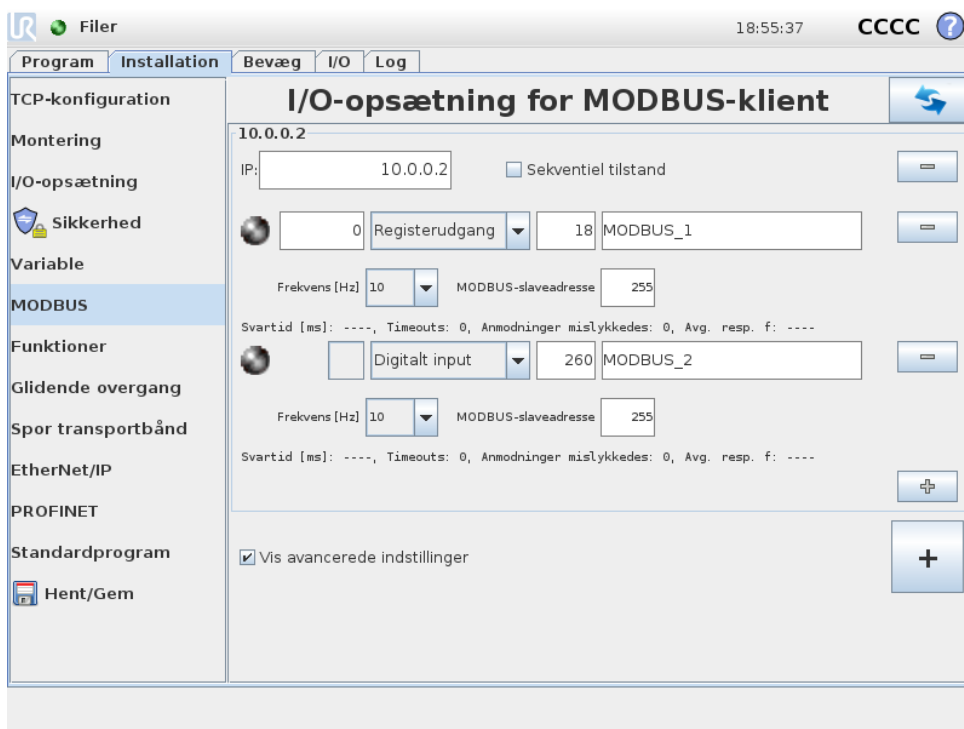 UR Filer 18:55:37 CCCC ?
Program Installation Bevæg I/O Log
TCP-konfiguration
Montering
I/O-opsætning
Sikkerhed
Variable
MODBUS
Funktioner
Glidende overgang
Spor transportbånd
EtherNet/IP
PROFINET
Standardprogram
Hent/Gem
I/O-opsætning for MODBUS-klient
10.0.0.2
IP: 10.0.0.2 Sekventiel tilstand
0 Registerudgang 18 MODBUS_1
Frekvens [Hz] 10 MODBUS-slaveadresse 255
Svartid [ms]: ----, Timeouts: 0, Anmodninger mislykkedes: 0, Avg. resp. f: ----
Digitalt input 260 MODBUS_2
Frekvens [Hz] 10 MODBUS-slaveadresse 255
Svartid [ms]: ----, Timeouts: 0, Anmodninger mislykkedes: 0, Avg. resp. f: ----
Vis avancerede indstillinger